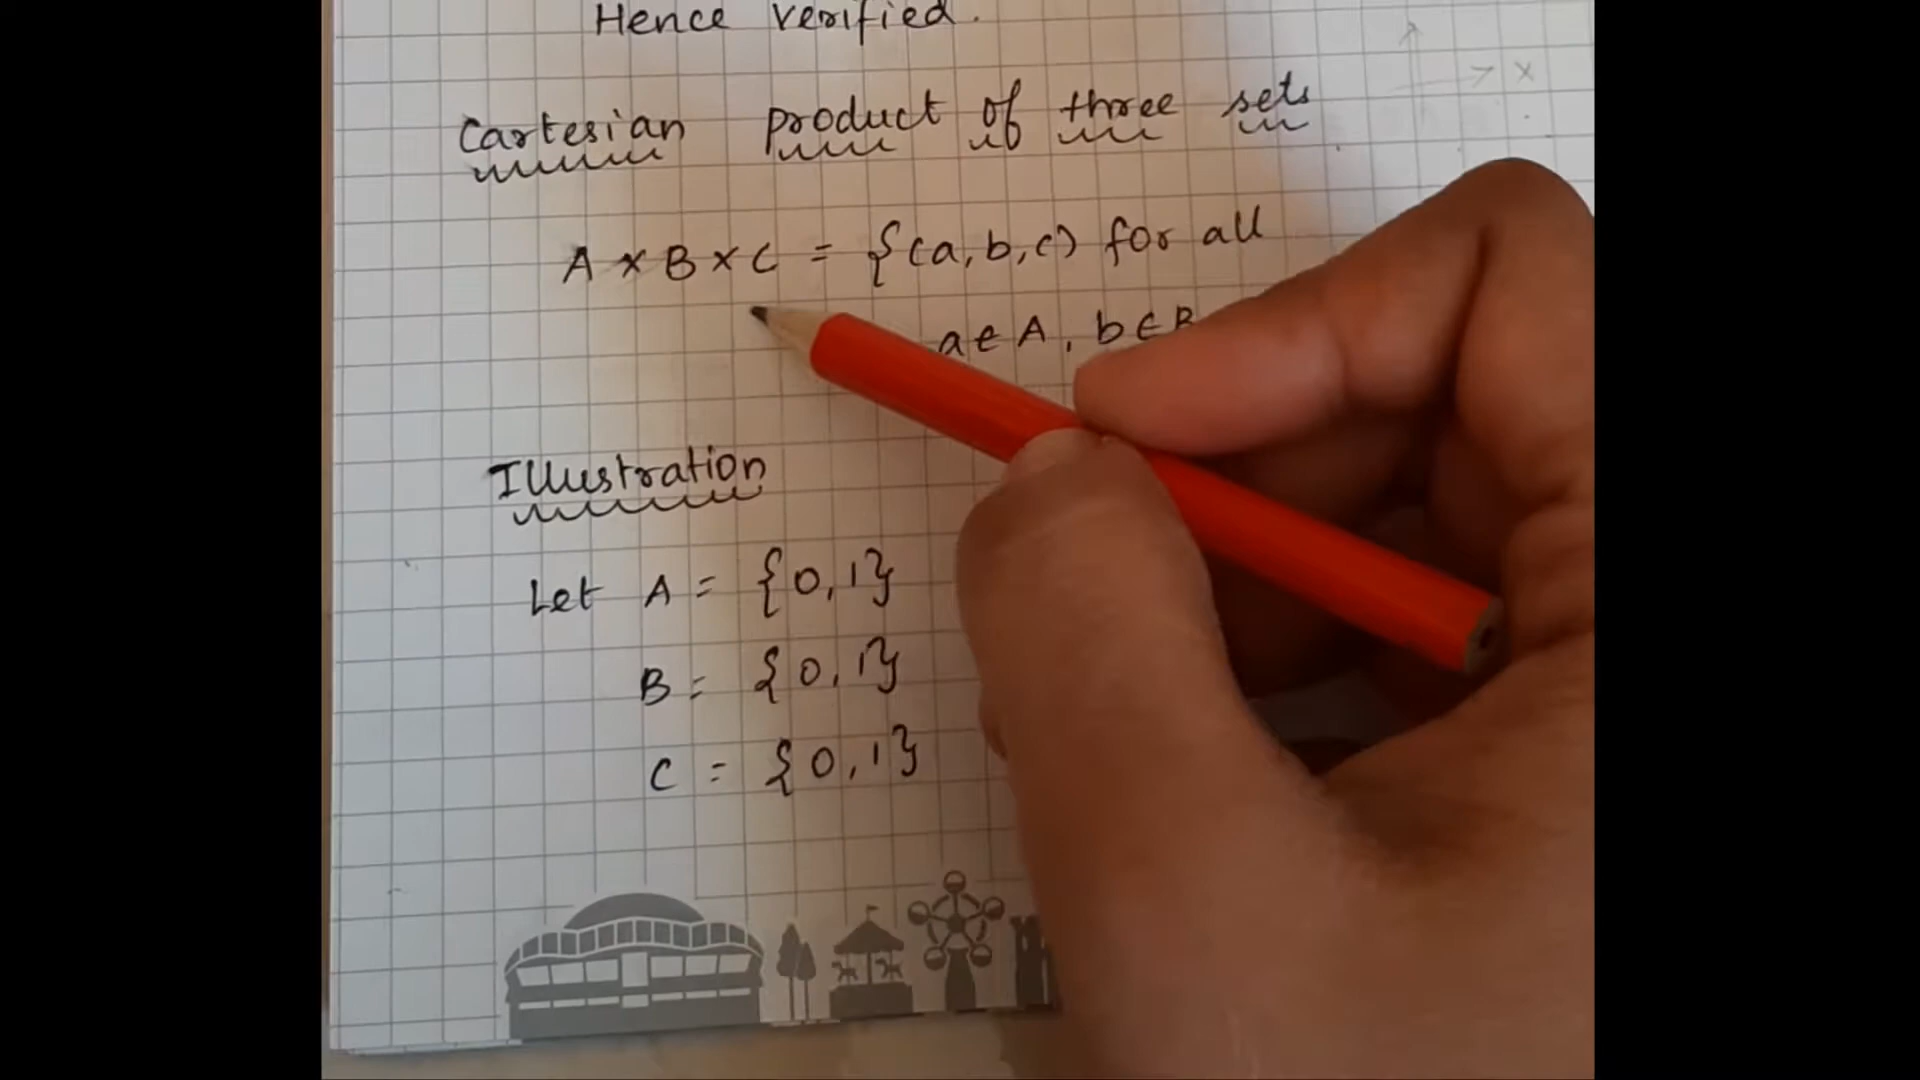 Hence verified.
> x
Cartesian product of three sets
A × B × C = {(a, b, c) for all
a ∈ A, b ∈ B
Illustration
Let A = {0, 1}
B = {0, 1}
C = {0, 1}